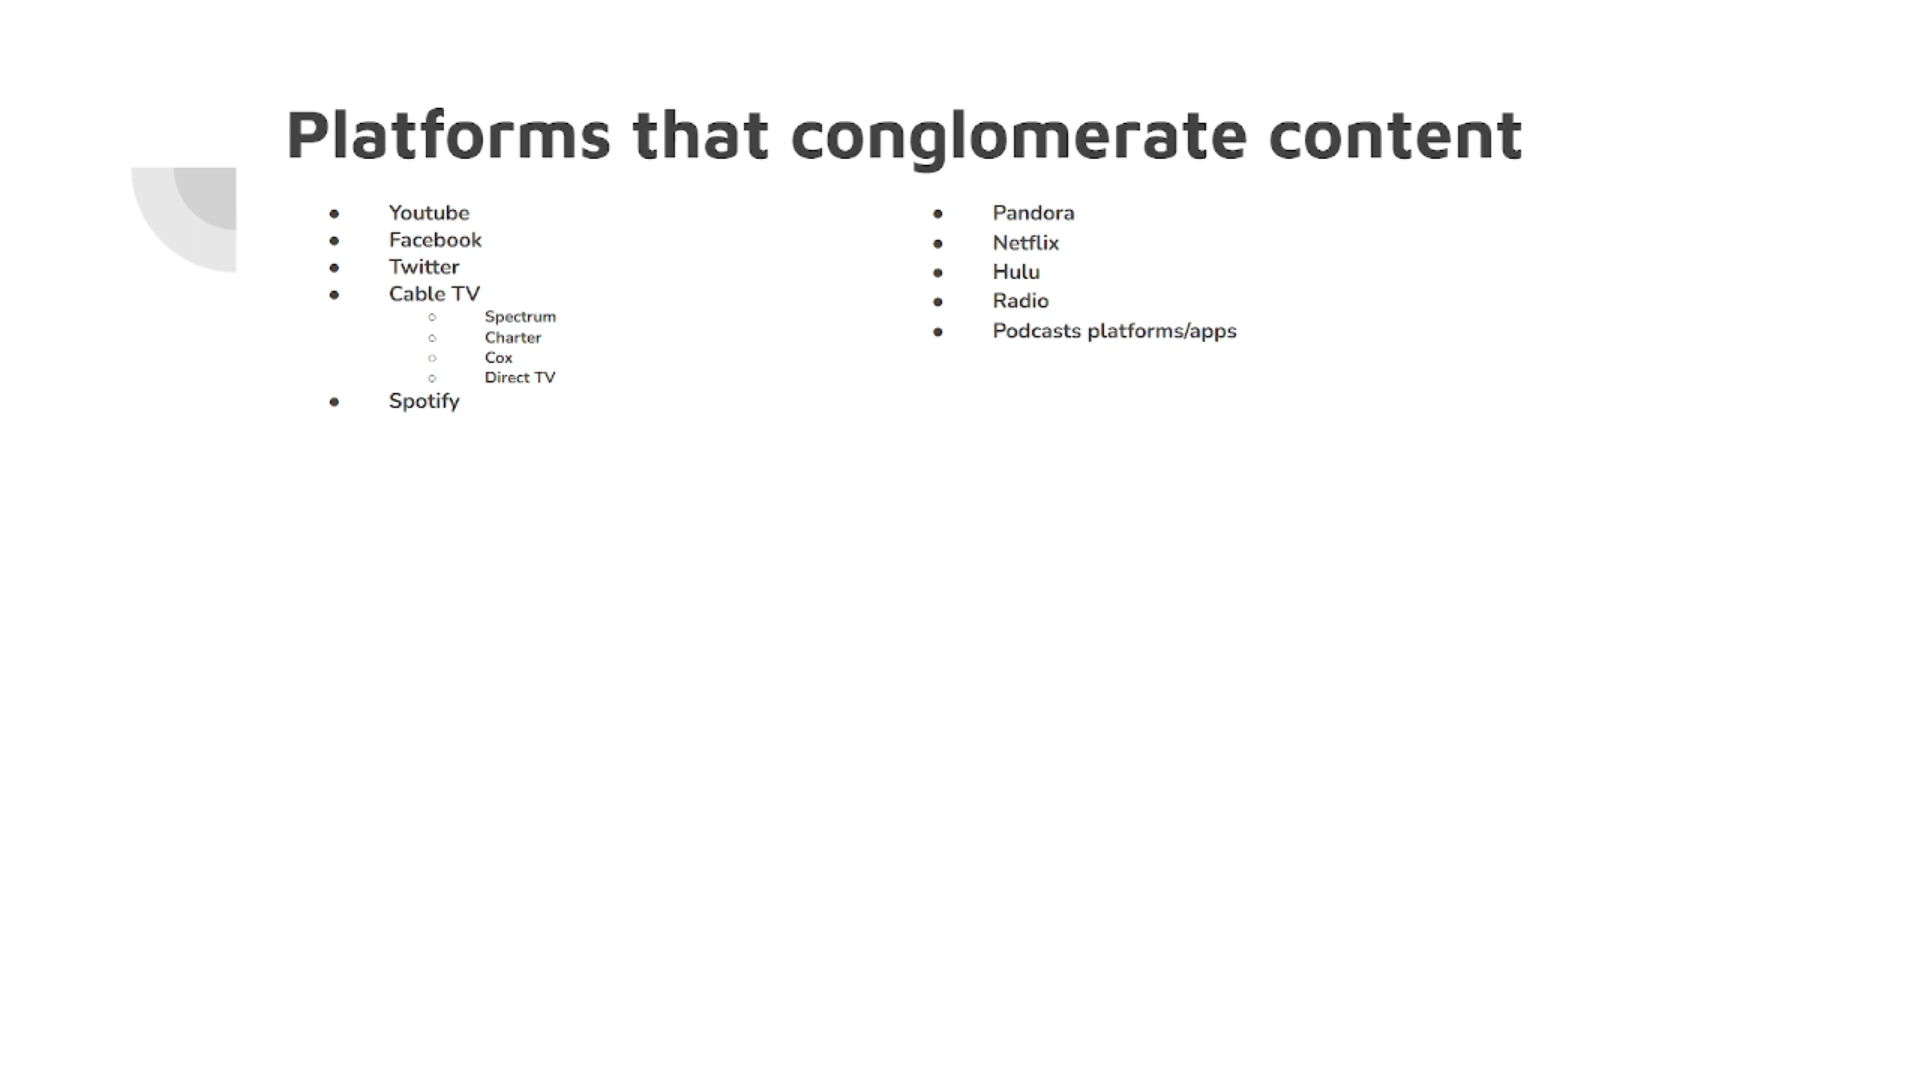 Platforms that conglomerate content
● Youtube
● Facebook
● Twitter
● Cable TV
○ Spectrum
○ Charter
○ Cox
○ Direct TV
● Spotify
● Pandora
● Netflix
● Hulu
● Radio
● Podcasts platforms/apps